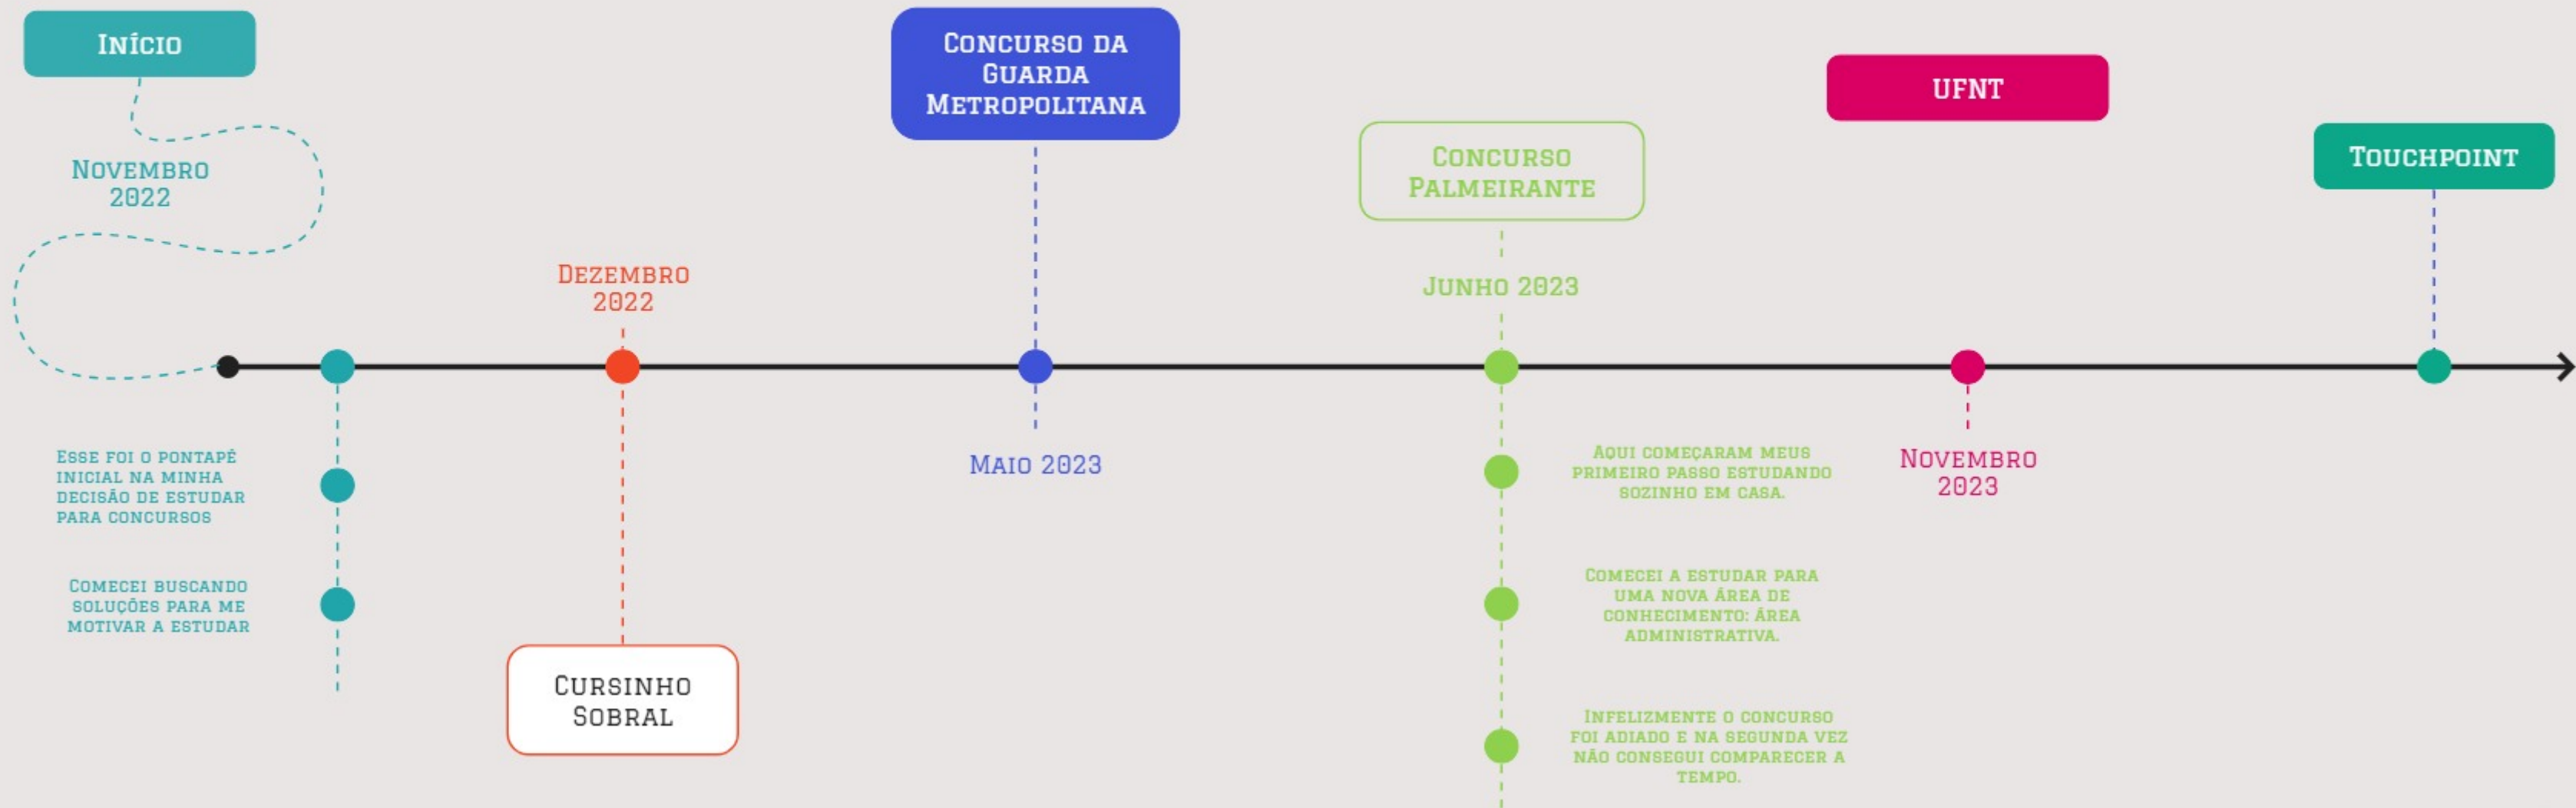 Início
Novembro
2022
Esse foi o pontapé
inicial na minha
decisão de estudar
para concursos
Comecei buscando
soluções para me
motivar a estudar
Dezembro
2022
Cursinho
Sobral
Concurso da
Guarda
Metropolitana
Maio 2023
Concurso
Palmeirante
Junho 2023
Aqui começaram meus
primeiro passo estudando
sozinho em casa.
Comecei a estudar para
uma nova área de
conhecimento: área
administrativa.
Infelizmente o concurso
foi adiado e na segunda vez
não consegui comparecer a
tempo.
UFNT
Novembro
2023
Touchpoint